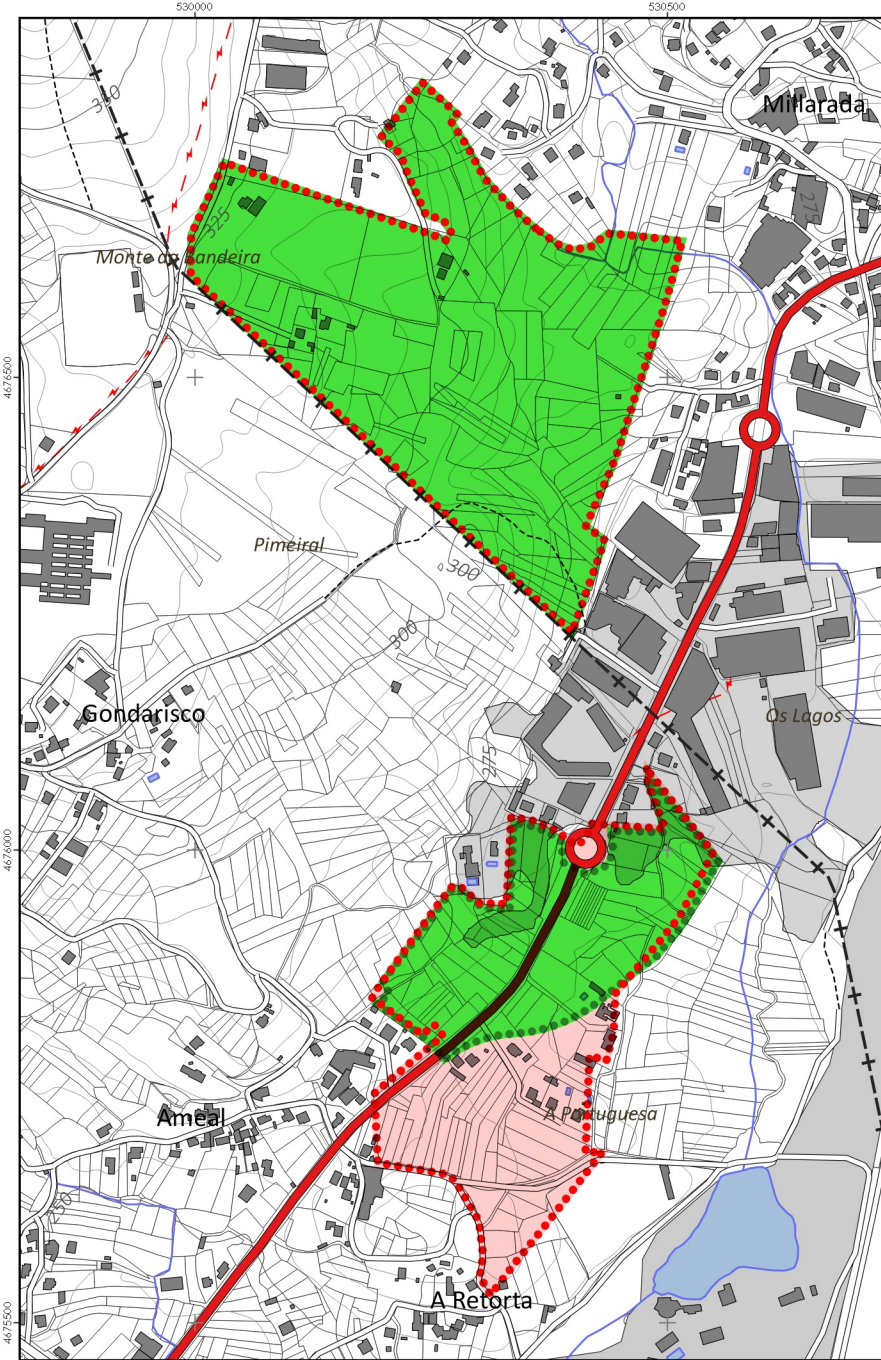 530000
530500
Millarada
350
275
325
Monte da Bandeira
4676500
Pimeiral
300
300
Gondarisco
Os Lagos
275
4676000
Ameal
A Portuguesa
250
A Retorta
4675500